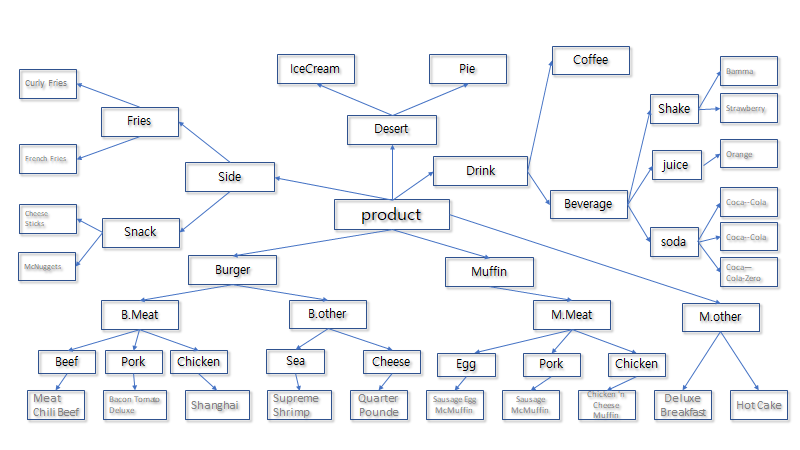 IceCream
Pie
Coffee
Curly Fries
Bamma
Fries
Desert
Shake
Strawberry
French Fries
Side
Drink
juice
Orange
Cheese
Sticks
Snack
product
Beverage
Coca-Cola
soda
Coca-Cola
McNuggets
Burger
Muffin
Coca-
Cola-Zero
B.Meat
B.other
M.Meat
M.other
Beef
Pork
Chicken
Sea
Cheese
Egg
Pork
Chicken
Meat
Chili Beef
Bacon Tomato
Deluxe
Shanghai
Supreme
Shrimp
Quarter
Pounde
Sausage Egg
McMuffin
Sausage
McMuffin
Chicken 'n
Cheese
Muffin
Deluxe
Breakfast
Hot Cake